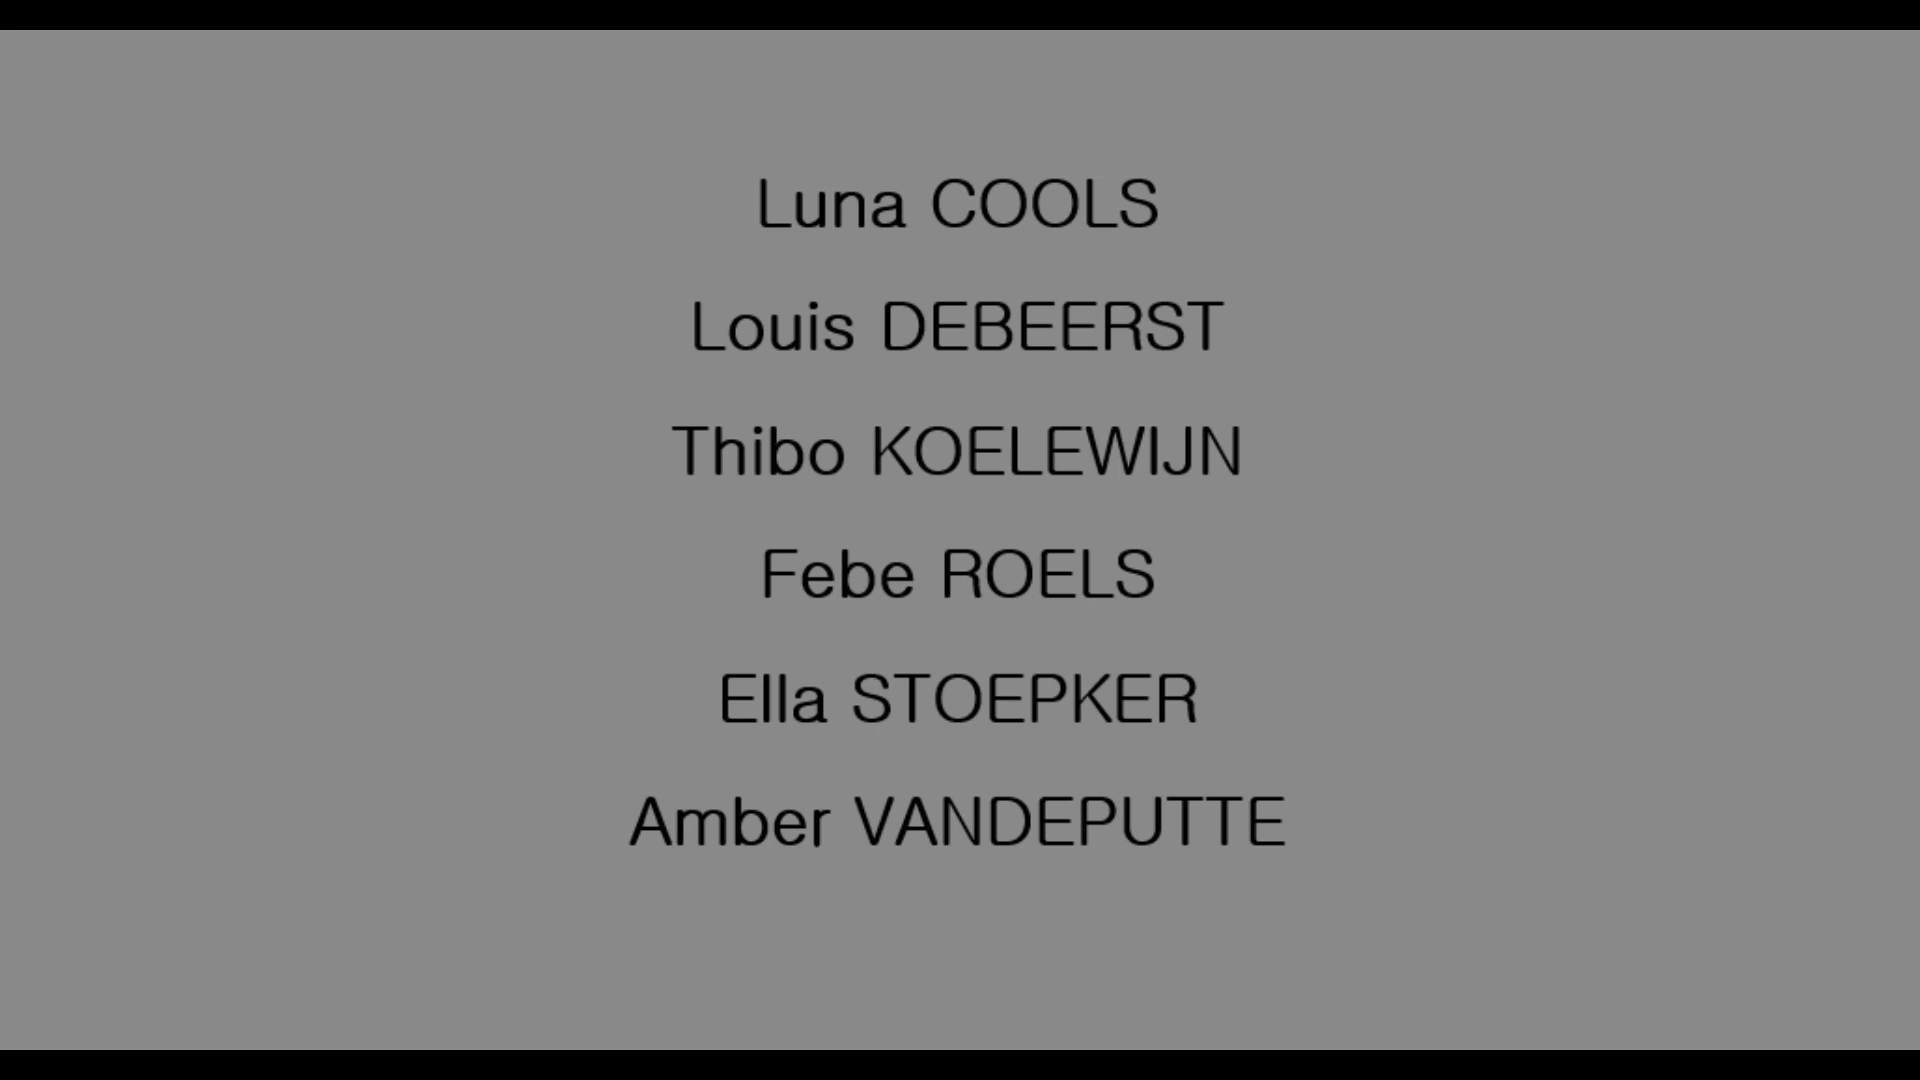 Luna COOLS
Louis DEBEERST
Thibo KOELEWIJN
Febe ROELS
Ella STOEPKER
Amber VANDEPUTTE